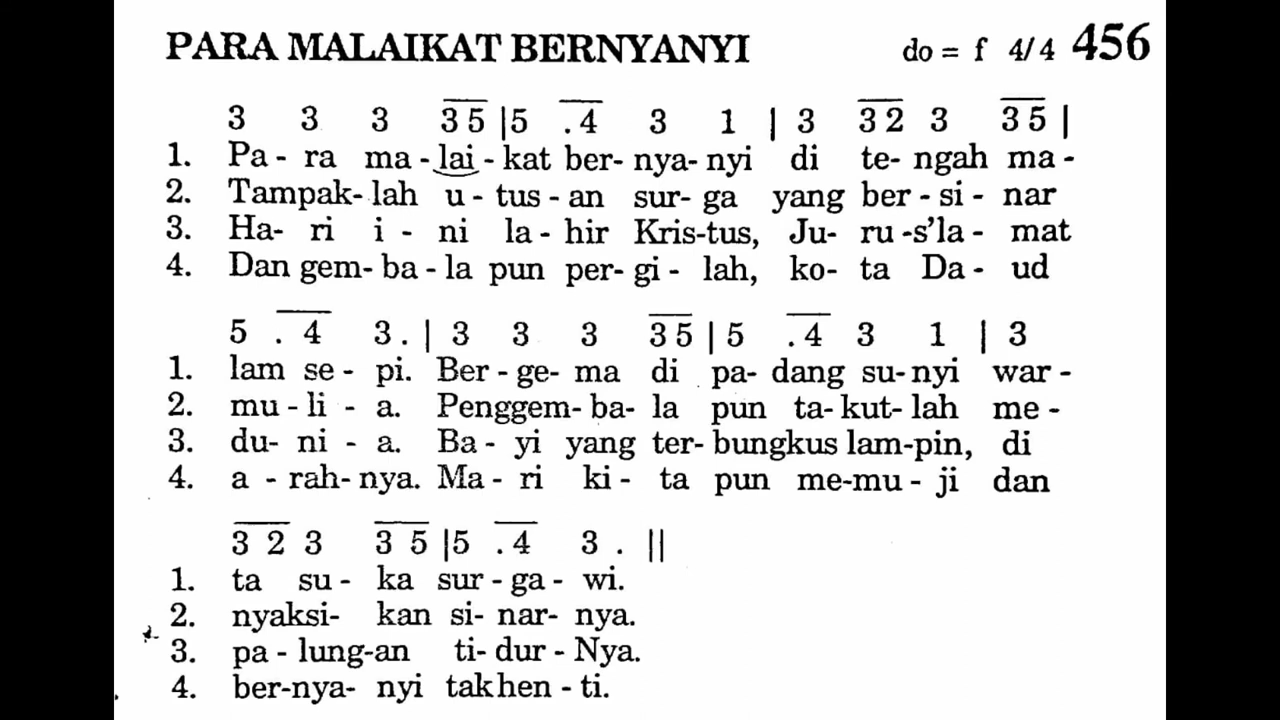 PARA MALAIKAT BERNYANYI do = f 4/4 456
3 3 3 3 5 | 5 . 4 3 1 | 3 3 2 3 3 5 |
1. Pa - ra ma - lai - kat ber- nya- nyi di te- ngah ma -
2. Tampak- lah u - tus - an sur- ga yang ber - si - nar
3. Ha- ri i - ni la - hir Kris-tus, Ju- ru -s'la - mat
4. Dan gem- ba - la pun per- gi - lah, ko- ta Da - ud
5 . 4 3 . | 3 3 3 3 5 | 5 . 4 3 1 | 3
1. lam se - pi. Ber - ge- ma di pa- dang su- nyi war -
2. mu - li - a. Penggem- ba- la pun ta- kut- lah me -
3. du- ni - a. Ba - yi yang ter- bungkus lam-pin, di
4. a - rah- nya. Ma - ri ki - ta pun me-mu - ji dan
3 2 3 3 5 | 5 . 4 3 . ||
1. ta su - ka sur - ga - wi.
2. nyaksi- kan si- nar- nya.
3. pa - lung-an ti- dur - Nya.
4. ber-nya- nyi takhen - ti.